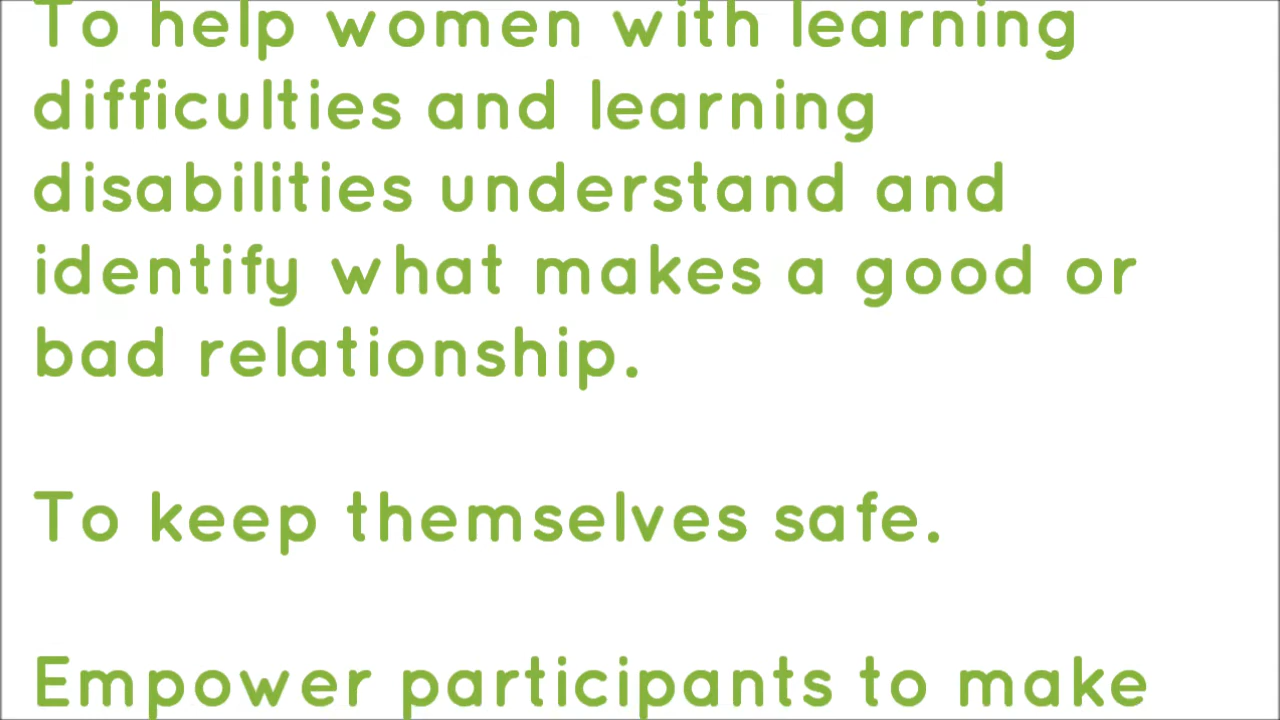 To help women with learning
difficulties and learning
disabilities understand and
identify what makes a good or
bad relationship.
To keep themselves safe.
Empower participants to make